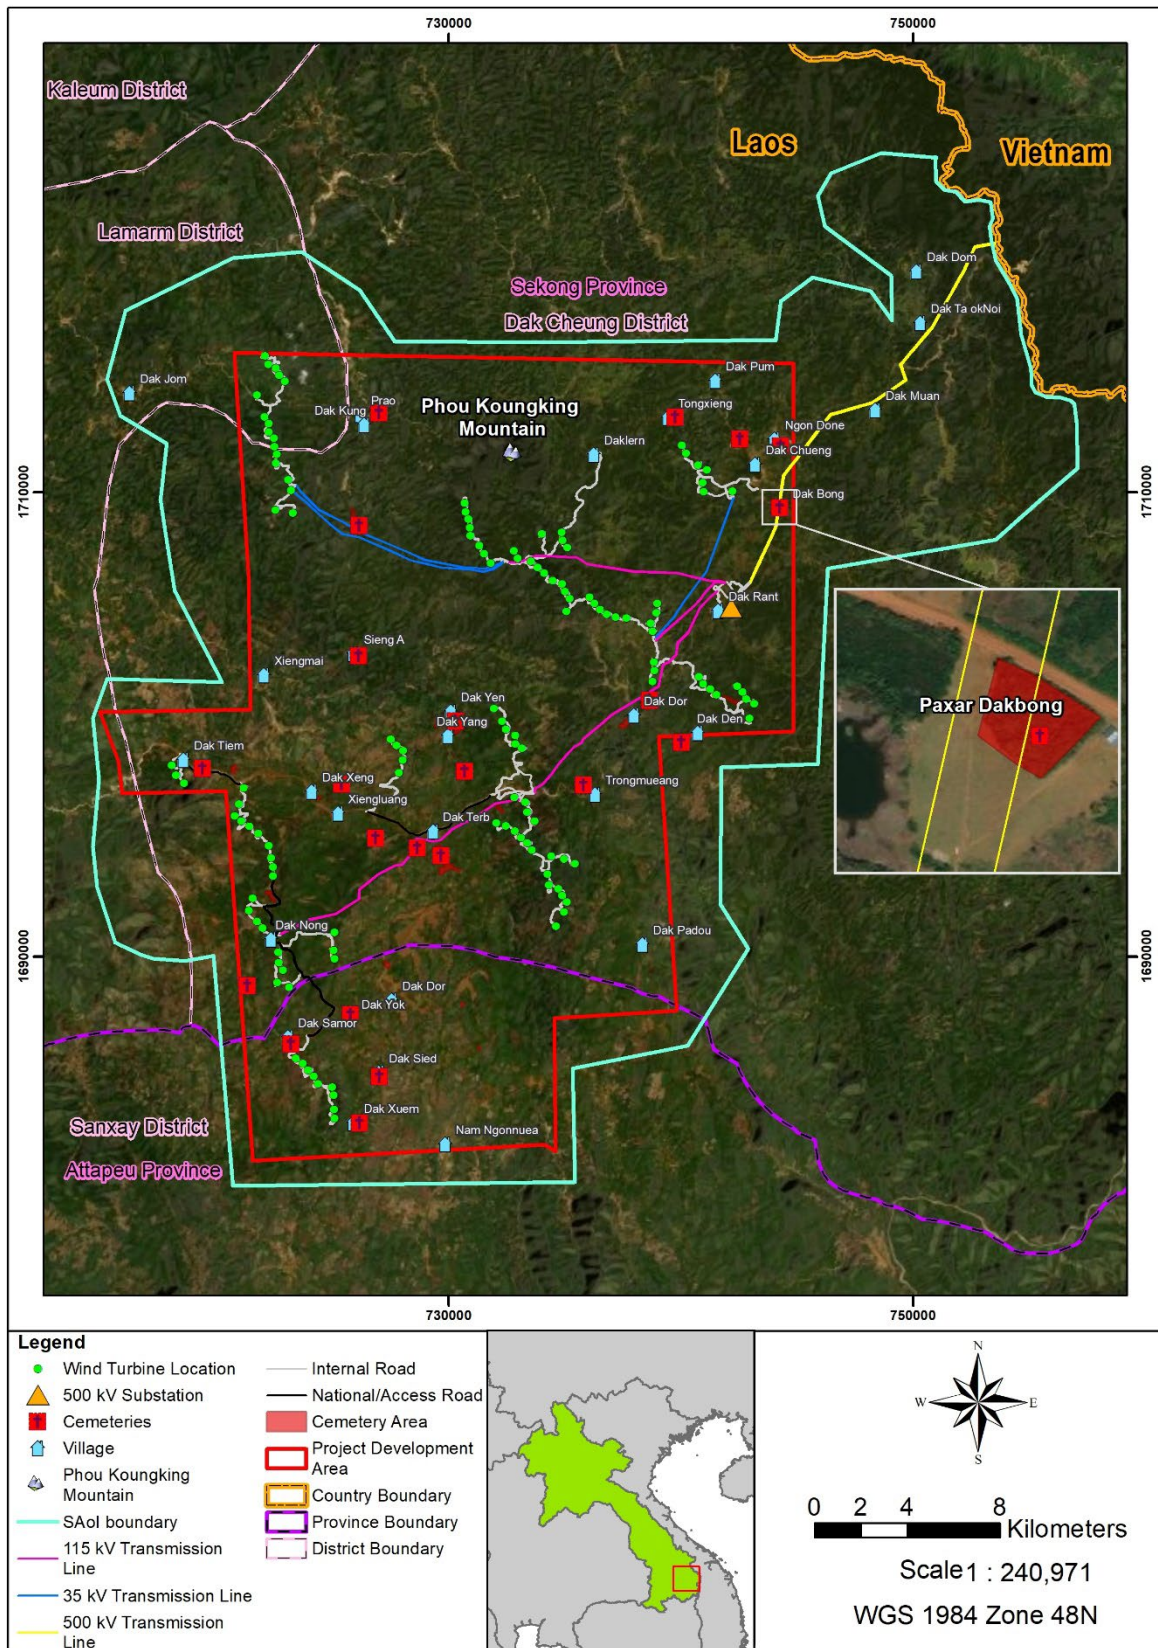 730000
750000
Kaleum District
Laos
Vietnam
Lamarm District
Dak Dom
Sekong Province
Dak Cheung District
Dak Ta okNoi
Dak Jom
Dak Pum
Prao
Dak Kung
Phou Koungking
Mountain
Tongxieng
Dak Muan
Ngon Done
Daklern
Dak Chueng
1710000
1710000
Dak Bong
Dak Rant
Sieng A
Xiengmai
Dak Yen
Dak Yang
Dak Dor
Dak Den
Paxar Dakbong
Dak Tiem
Dak Xeng
Trongmueang
Xiengluang
Dak Terb
Dak Nong
Dak Padou
1690000
1690000
Dak Dor
Dak Yok
Dak Samor
Dak Sied
Dak Xuem
Sanxay District
Nam Ngonnuea
Attapeu Province
730000
750000
Legend
Wind Turbine Location
500 kV Substation
Cemeteries
Village
Phou Koungking
Mountain
SAoI boundary
115 kV Transmission
Line
35 kV Transmission Line
500 kV Transmission
Line
Internal Road
National/Access Road
Cemetery Area
Project Development
Area
Country Boundary
Province Boundary
District Boundary
N
W
E
S
0 2 4 8
Kilometers
Scale 1 : 240,971
WGS 1984 Zone 48N